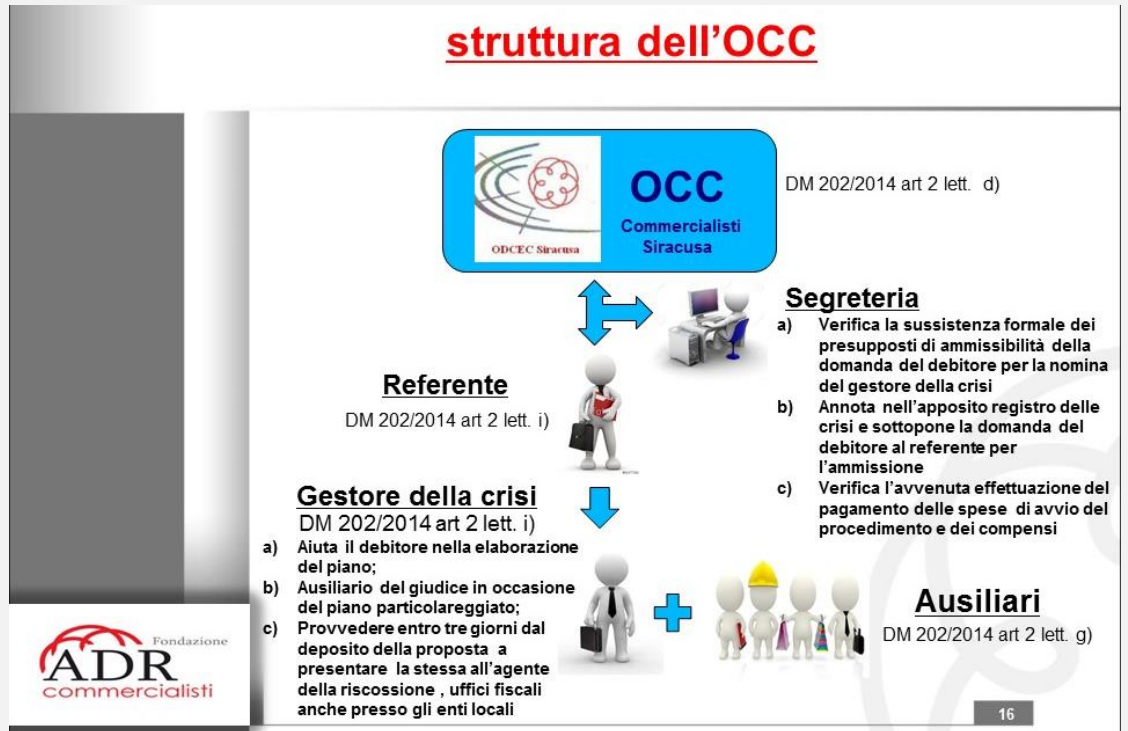 struttura dell'OCC
ODCEC Siracusa
OCC
Commercialisti
Siracusa
DM 202/2014 art 2 lett. d)
Segreteria
a) Verifica la sussistenza formale dei
presupposti di ammissibilità della
domanda del debitore per la nomina
del gestore della crisi
b) Annota nell'apposito registro delle
crisi e sottopone la domanda del
debitore al referente per
l'ammissione
c) Verifica l'avvenuta effettuazione del
pagamento delle spese di avvio del
procedimento e dei compensi
Referente
DM 202/2014 art 2 lett. i)
Gestore della crisi
DM 202/2014 art 2 lett. i)
a) Aiuta il debitore nella elaborazione
del piano;
b) Ausiliario del giudice in occasione
del piano particolareggiato;
c) Provvedere entro tre giorni dal
deposito della proposta a
presentare la stessa all'agente
della riscossione , uffici fiscali
anche presso gli enti locali
Ausiliari
DM 202/2014 art 2 lett. g)
Fondazione
ADR
commercialisti
16